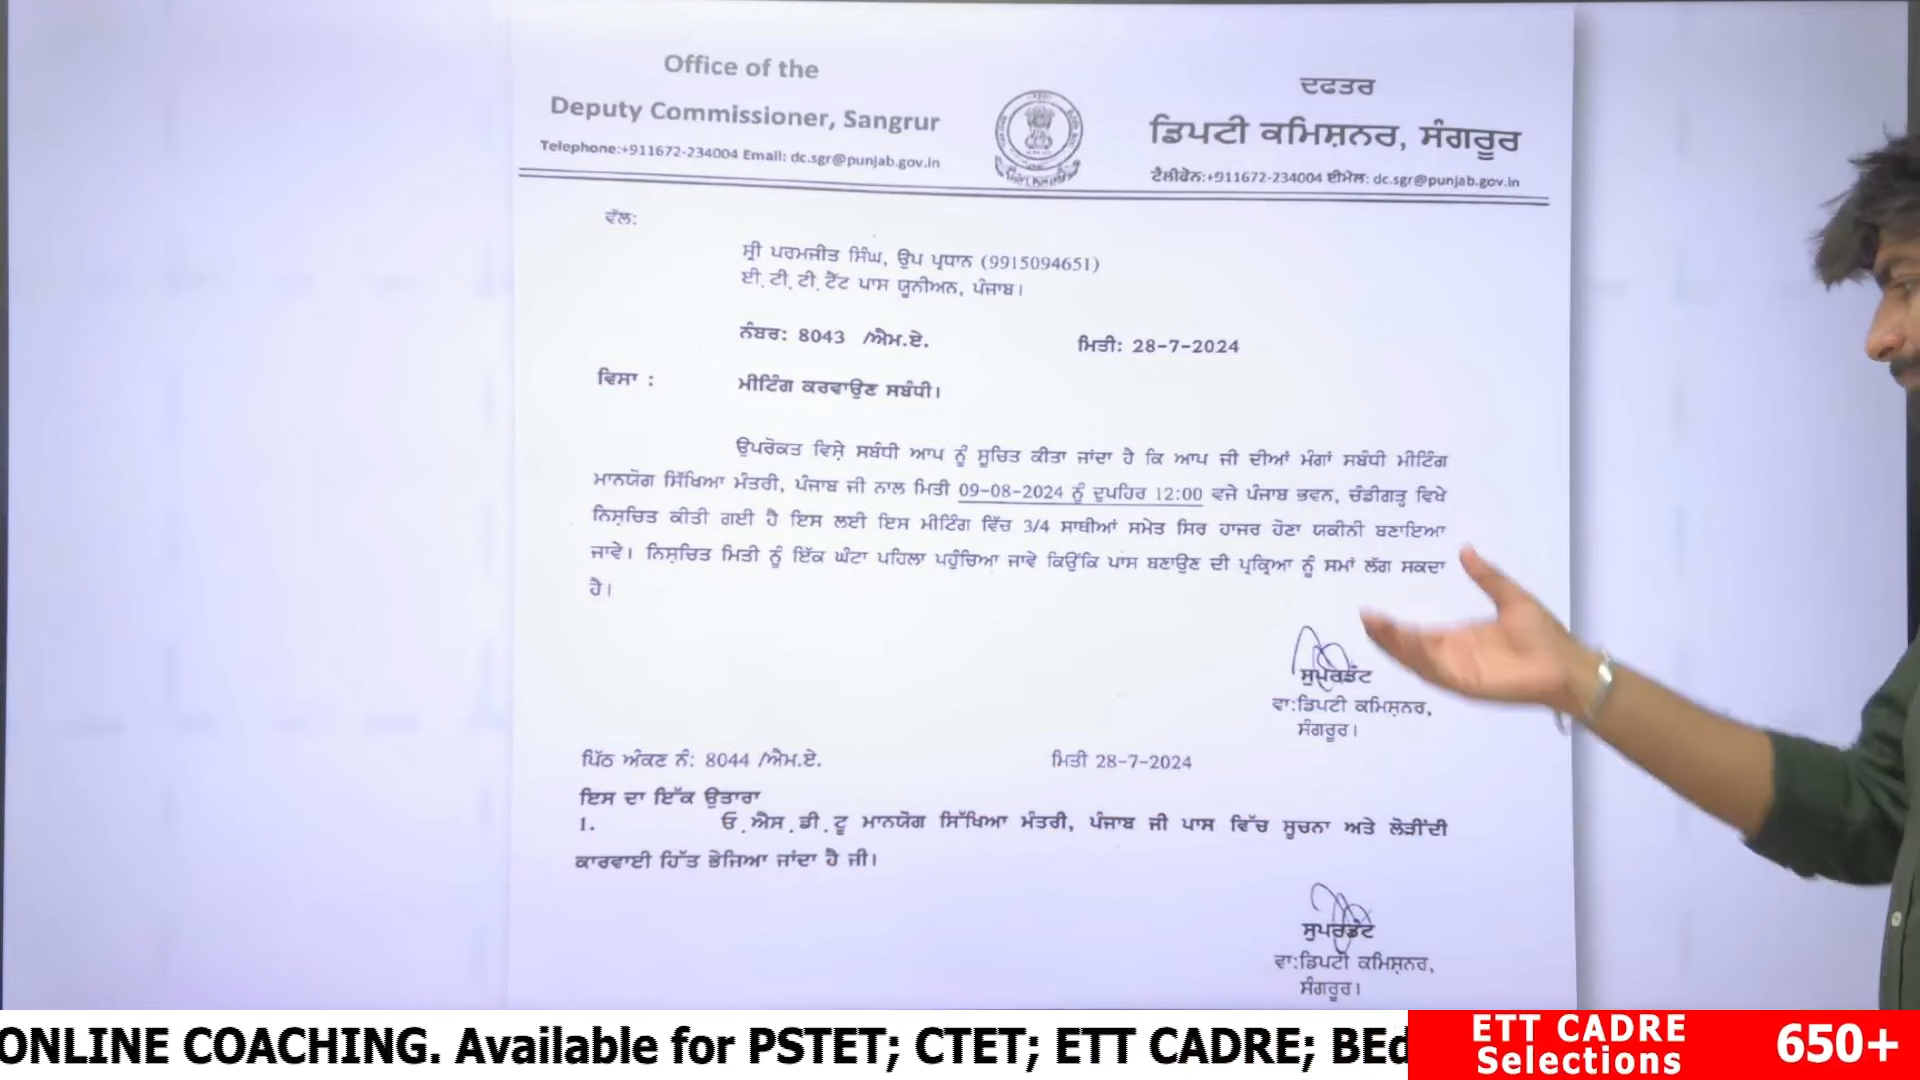 Office of the
Deputy Commissioner, Sangrur
Telephone:+911672-234004 Email: dc.sgr@punjab.gov.in
ਦਫਤਰ
ਡਿਪਟੀ ਕਮਿਸ਼ਨਰ, ਸੰਗਰੂਰ
ਟੈਲੀਫੋਨ:+911672-234004 ਈਮੇਲ: dc.sgr@punjab.gov.in
ਵੱਲ:
ਸ੍ਰੀ ਪਰਮਜੀਤ ਸਿੰਘ, ਉਪ ਪ੍ਰਧਾਨ (9915094651)
ਈ.ਟੀ.ਟੀ.ਟੈੱਟ ਪਾਸ ਯੂਨੀਅਨ, ਪੰਜਾਬ।
ਨੰਬਰ: 8043 /ਐਮ.ਏ. ਮਿਤੀ: 28-7-2024
ਵਿਸਾ : ਮੀਟਿੰਗ ਕਰਵਾਉਣ ਸਬੰਧੀ।
ਉਪਰੋਕਤ ਵਿਸ਼ੇ ਸਬੰਧੀ ਆਪ ਨੂੰ ਸੂਚਿਤ ਕੀਤਾ ਜਾਂਦਾ ਹੈ ਕਿ ਆਪ ਜੀ ਦੀਆਂ ਮੰਗਾਂ ਸਬੰਧੀ ਮੀਟਿੰਗ
ਮਾਨਯੋਗ ਸਿੱਖਿਆ ਮੰਤਰੀ, ਪੰਜਾਬ ਜੀ ਨਾਲ ਮਿਤੀ 09-08-2024 ਨੂੰ ਦੁਪਹਿਰ 12:00 ਵਜੇ ਪੰਜਾਬ ਭਵਨ, ਚੰਡੀਗੜ੍ਹ ਵਿਖੇ
ਨਿਸ਼ਚਿਤ ਕੀਤੀ ਗਈ ਹੈ ਇਸ ਲਈ ਇਸ ਮੀਟਿੰਗ ਵਿੱਚ 3/4 ਸਾਥੀਆਂ ਸਮੇਤ ਸਿਰ ਹਾਜਰ ਹੋਣਾ ਯਕੀਨੀ ਬਣਾਇਆ
ਜਾਵੇ। ਨਿਸ਼ਚਿਤ ਮਿਤੀ ਨੂੰ ਇੱਕ ਘੰਟਾ ਪਹਿਲਾ ਪਹੁੰਚਿਆ ਜਾਵੇ ਕਿਉਂਕਿ ਪਾਸ ਬਣਾਉਣ ਦੀ ਪ੍ਰਕ੍ਰਿਆ ਨੂੰ ਸਮਾਂ ਲੱਗ ਸਕਦਾ
ਹੈ।
ਸੁਪਰਡੰਟ
ਵਾ:ਡਿਪਟੀ ਕਮਿਸ਼ਨਰ,
ਸੰਗਰੂਰ।
ਪਿੱਠ ਅੰਕਣ ਨੰ: 8044 /ਐਮ.ਏ. ਮਿਤੀ 28-7-2024
ਇਸ ਦਾ ਇੱਕ ਉਤਾਰਾ
1. ਓ.ਐਸ.ਡੀ.ਟੂ ਮਾਨਯੋਗ ਸਿੱਖਿਆ ਮੰਤਰੀ, ਪੰਜਾਬ ਜੀ ਪਾਸ ਵਿੱਚ ਸੂਚਨਾ ਅਤੇ ਲੋੜੀਂਦੀ
ਕਾਰਵਾਈ ਹਿੱਤ ਭੇਜਿਆ ਜਾਂਦਾ ਹੈ ਜੀ।
ਸੁਪਰਡੰਟ
ਵਾ:ਡਿਪਟੀ ਕਮਿਸ਼ਨਰ,
ਸੰਗਰੂਰ।
ONLINE COACHING. Available for PSTET; CTET; ETT CADRE; BEd
ETT CADRE
Selections
650+